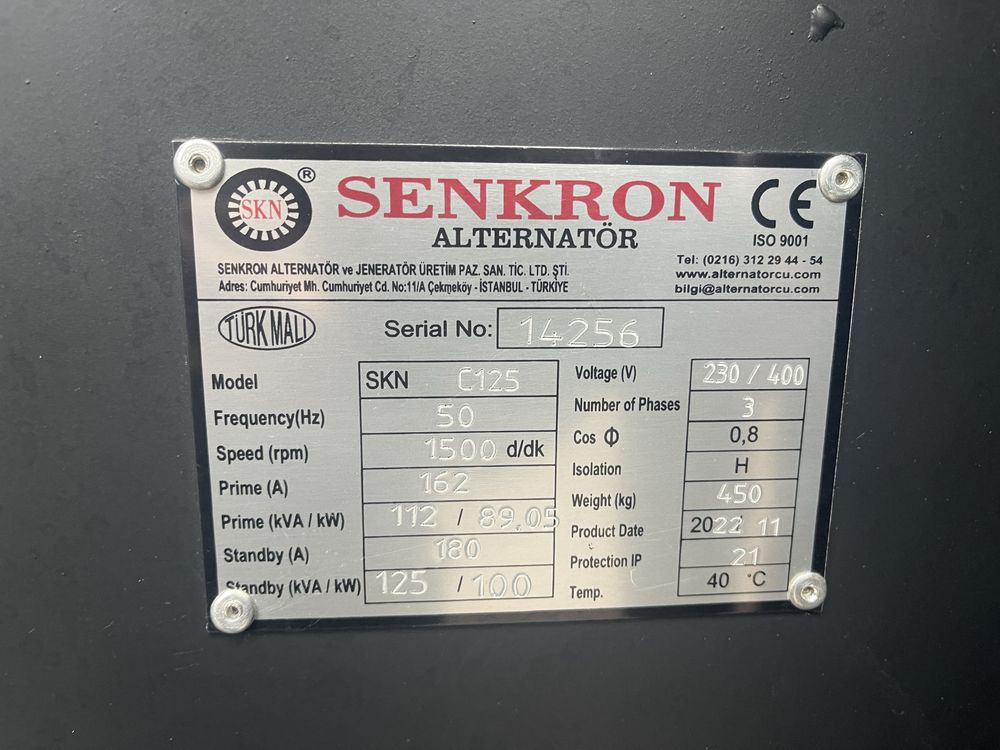 SKN ®
SENKRON
ALTERNATÖR
CE
ISO 9001
SENKRON ALTERNATÖR ve JENERATÖR ÜRETİM PAZ. SAN. TİC. LTD. ŞTİ.
Adres: Cumhuriyet Mh. Cumhuriyet Cd. No:11/A Çekmeköy - İSTANBUL - TÜRKİYE
Tel: (0216) 312 29 44 - 54
www.alternatorcu.com
bilgi@alternatorcu.com
TÜRK MALI
Serial No: 14256
Model SKN C125
Frequency(Hz) 50
Speed (rpm) 1500 d/dk
Prime (A) 162
Prime (kVA / kW) 112 / 89,05
Standby (A) 180
Standby (kVA / kW) 125 / 100
Voltage (V) 230 / 400
Number of Phases 3
Cos Φ 0,8
Isolation H
Weight (kg) 450
Product Date 2022 11
Protection IP 21
Temp. 40 °C